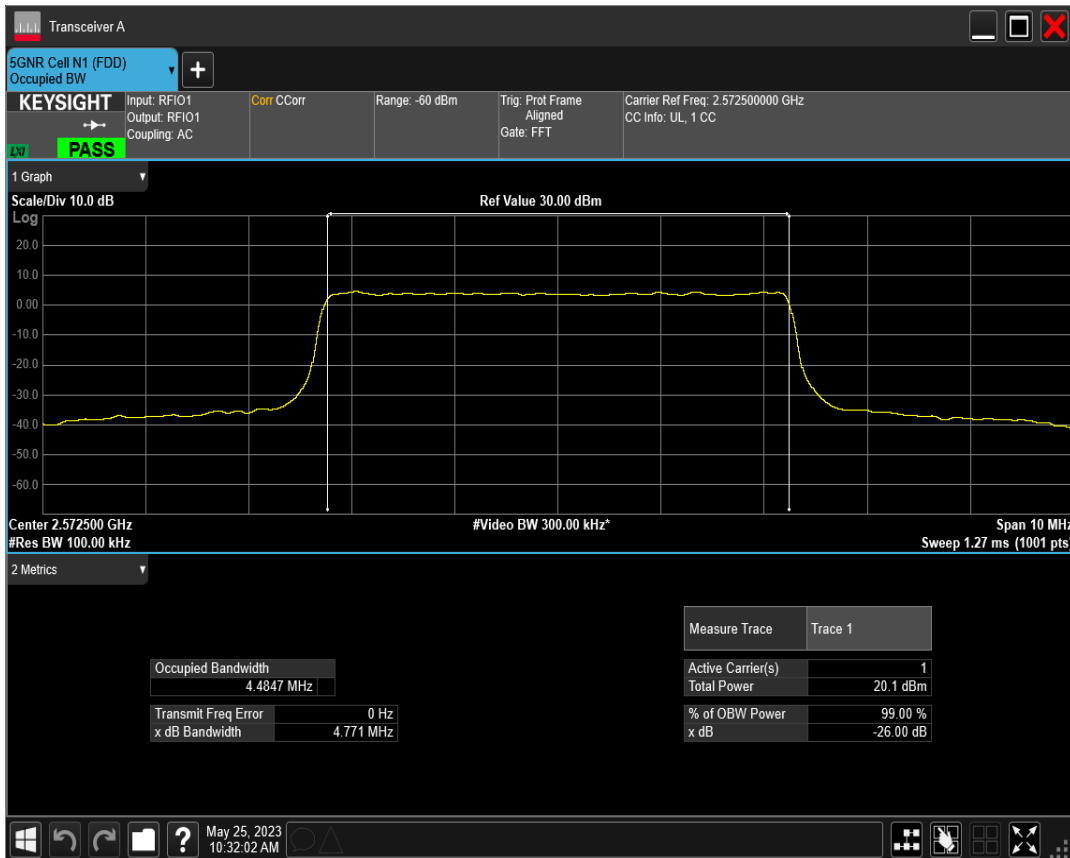 Transceiver A
5GNR Cell N1 (FDD)
Occupied BW
+
KEYSIGHT
LXI
PASS
Input: RFIO1
Output: RFIO1
Coupling: AC
Corr CCorr
Range: -60 dBm
Trig: Prot Frame
Aligned
Gate: FFT
Carrier Ref Freq: 2.572500000 GHz
CC Info: UL, 1 CC
1 Graph
Scale/Div 10.0 dB
Ref Value 30.00 dBm
Log
20.0
10.0
0.00
-10.0
-20.0
-30.0
-40.0
-50.0
-60.0
Center 2.572500 GHz
#Video BW 300.00 kHz*
Span 10 MHz
#Res BW 100.00 kHz
Sweep 1.27 ms (1001 pts)
2 Metrics
Measure Trace Trace 1
Occupied Bandwidth
4.4847 MHz
Active Carrier(s) 1
Total Power 20.1 dBm
Transmit Freq Error 0 Hz
x dB Bandwidth 4.771 MHz
% of OBW Power 99.00 %
x dB -26.00 dB
?
May 25, 2023
10:32:02 AM